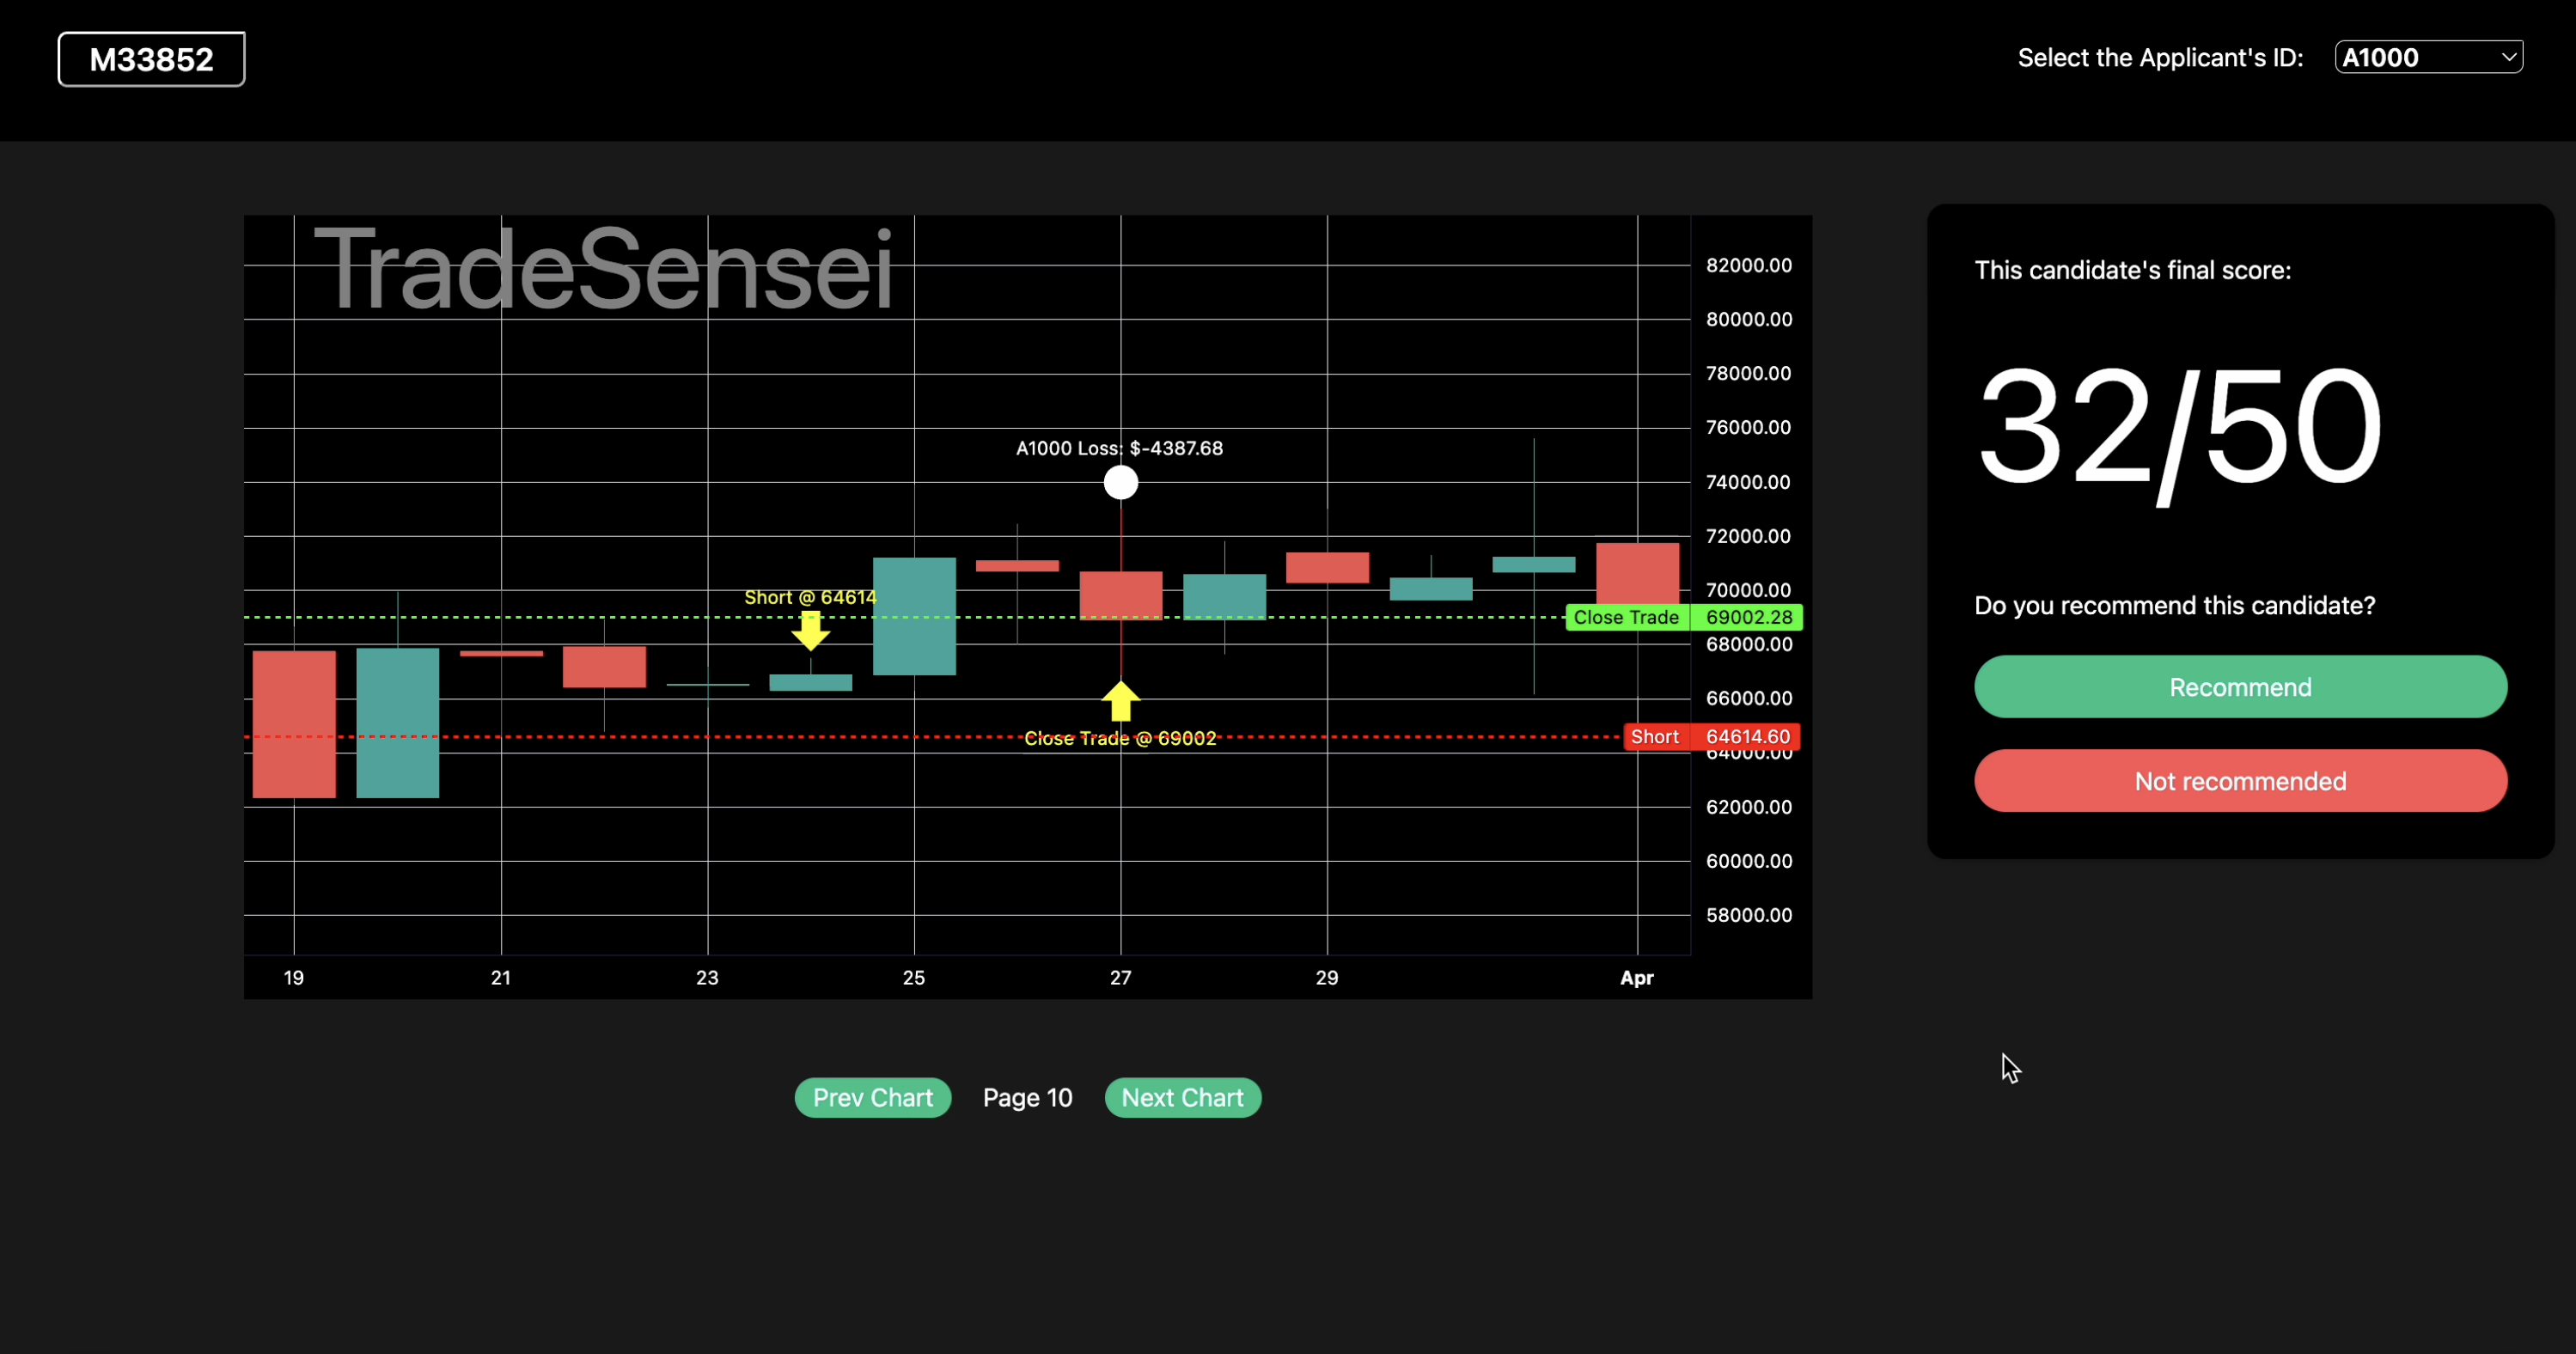 M33852
Select the Applicant's ID: A1000
TradeSensei
82000.00
80000.00
78000.00
76000.00
74000.00
72000.00
70000.00
68000.00
66000.00
64000.00
62000.00
60000.00
58000.00
A1000 Loss: $-4387.68
Short @ 64614
Close Trade 69002.28
Close Trade @ 69002
Short 64614.60
19 21 23 25 27 29 Apr
Prev Chart Page 10 Next Chart
This candidate's final score:
32/50
Do you recommend this candidate?
Recommend
Not recommended